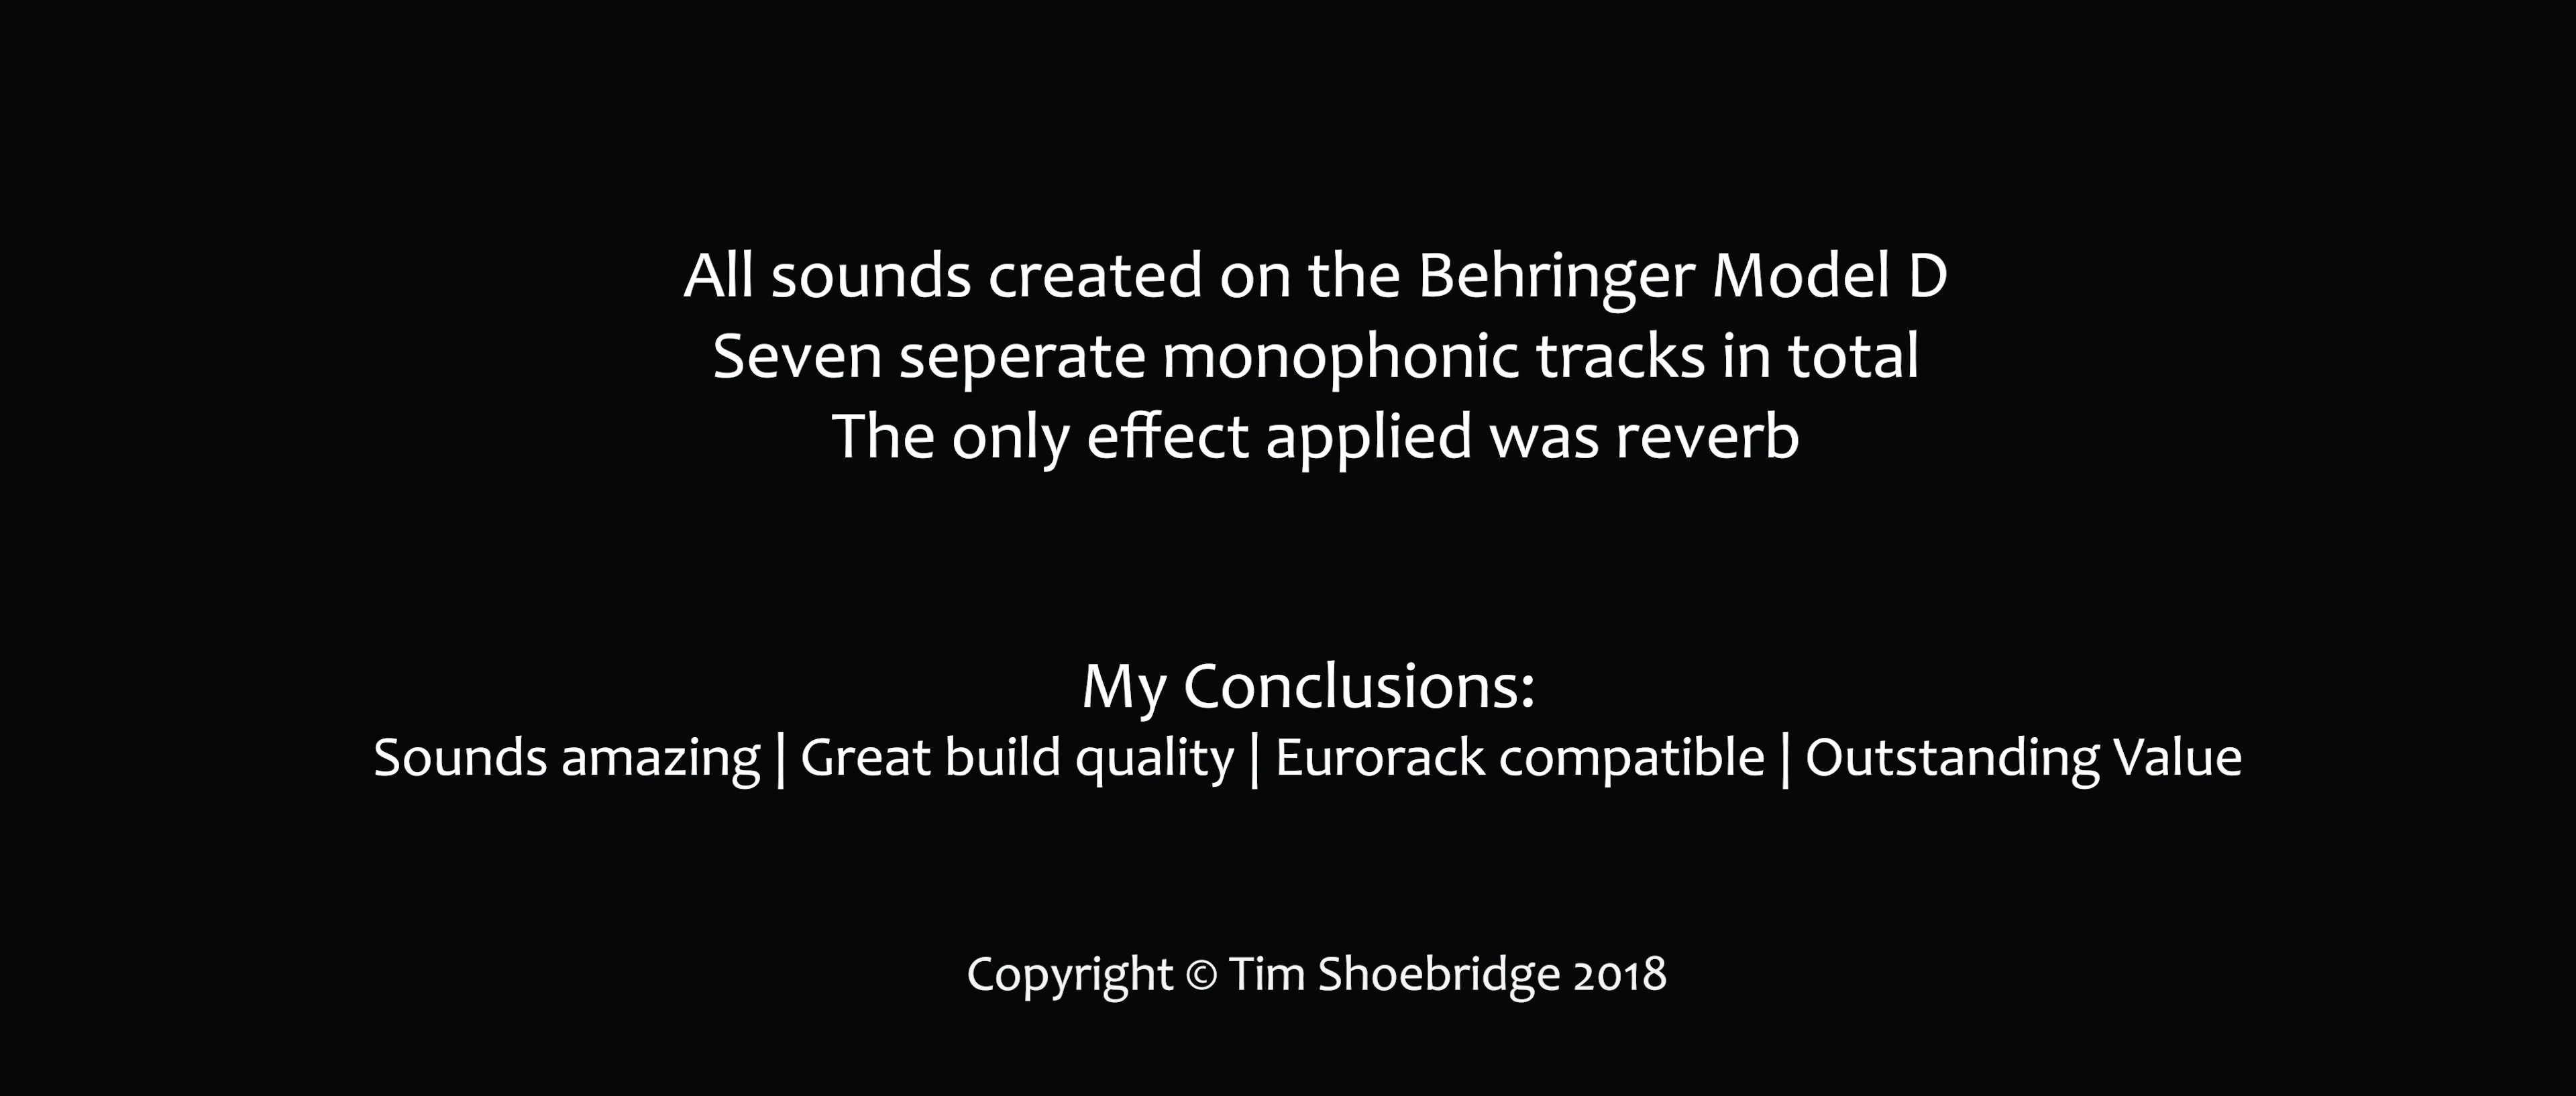 All sounds created on the Behringer Model D
Seven seperate monophonic tracks in total
The only effect applied was reverb
My Conclusions:
Sounds amazing | Great build quality | Eurorack compatible | Outstanding Value
Copyright © Tim Shoebridge 2018